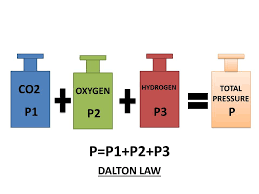 CO2
P1
+
OXYGEN
P2
+
HYDROGEN
P3
=
TOTAL
PRESSURE
P
P=P1+P2+P3
DALTON LAW